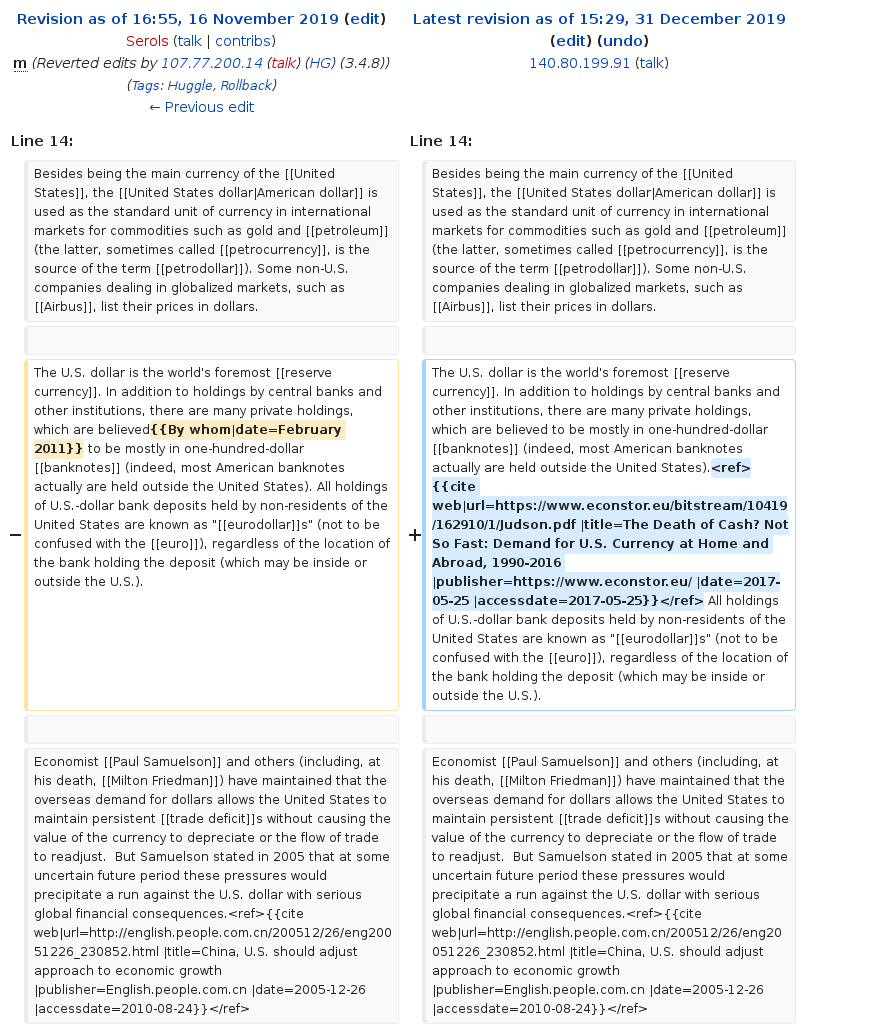 Revision as of 16:55, 16 November 2019 (edit)
Serols (talk | contribs)
m (Reverted edits by 107.77.200.14 (talk) (HG) (3.4.8))
(Tags: Huggle, Rollback)
← Previous edit
Latest revision as of 15:29, 31 December 2019
(edit) (undo)
140.80.199.91 (talk)
Line 14:
Besides being the main currency of the [[United
States]], the [[United States dollar|American dollar]] is
used as the standard unit of currency in international
markets for commodities such as gold and [[petroleum]]
(the latter, sometimes called [[petrocurrency]], is the
source of the term [[petrodollar]]). Some non-U.S.
companies dealing in globalized markets, such as
[[Airbus]], list their prices in dollars.
−
The U.S. dollar is the world's foremost [[reserve
currency]]. In addition to holdings by central banks and
other institutions, there are many private holdings,
which are believed{{By whom|date=February
2011}} to be mostly in one-hundred-dollar
[[banknotes]] (indeed, most American banknotes
actually are held outside the United States). All holdings
of U.S.-dollar bank deposits held by non-residents of the
United States are known as "[[eurodollar]]s" (not to be
confused with the [[euro]]), regardless of the location of
the bank holding the deposit (which may be inside or
outside the U.S.).
Economist [[Paul Samuelson]] and others (including, at
his death, [[Milton Friedman]]) have maintained that the
overseas demand for dollars allows the United States to
maintain persistent [[trade deficit]]s without causing the
value of the currency to depreciate or the flow of trade
to readjust.  But Samuelson stated in 2005 that at some
uncertain future period these pressures would
precipitate a run against the U.S. dollar with serious
global financial consequences.<ref>{{cite
web|url=http://english.people.com.cn/200512/26/eng200
51226_230852.html |title=China, U.S. should adjust
approach to economic growth
|publisher=English.people.com.cn |date=2005-12-26
|accessdate=2010-08-24}}</ref>
Line 14:
Besides being the main currency of the [[United
States]], the [[United States dollar|American dollar]] is
used as the standard unit of currency in international
markets for commodities such as gold and [[petroleum]]
(the latter, sometimes called [[petrocurrency]], is the
source of the term [[petrodollar]]). Some non-U.S.
companies dealing in globalized markets, such as
[[Airbus]], list their prices in dollars.
+
The U.S. dollar is the world's foremost [[reserve
currency]]. In addition to holdings by central banks and
other institutions, there are many private holdings,
which are believed to be mostly in one-hundred-dollar
[[banknotes]] (indeed, most American banknotes
actually are held outside the United States).<ref>
{{cite
web|url=https://www.econstor.eu/bitstream/10419
/162910/1/Judson.pdf |title=The Death of Cash? Not
So Fast: Demand for U.S. Currency at Home and
Abroad, 1990-2016
|publisher=https://www.econstor.eu/ |date=2017-
05-25 |accessdate=2017-05-25}}</ref> All holdings
of U.S.-dollar bank deposits held by non-residents of the
United States are known as "[[eurodollar]]s" (not to be
confused with the [[euro]]), regardless of the location of
the bank holding the deposit (which may be inside or
outside the U.S.).
Economist [[Paul Samuelson]] and others (including, at
his death, [[Milton Friedman]]) have maintained that the
overseas demand for dollars allows the United States to
maintain persistent [[trade deficit]]s without causing the
value of the currency to depreciate or the flow of trade
to readjust.  But Samuelson stated in 2005 that at some
uncertain future period these pressures would
precipitate a run against the U.S. dollar with serious
global financial consequences.<ref>{{cite
web|url=http://english.people.com.cn/200512/26/eng20
051226_230852.html |title=China, U.S. should adjust
approach to economic growth
|publisher=English.people.com.cn |date=2005-12-26
|accessdate=2010-08-24}}</ref>